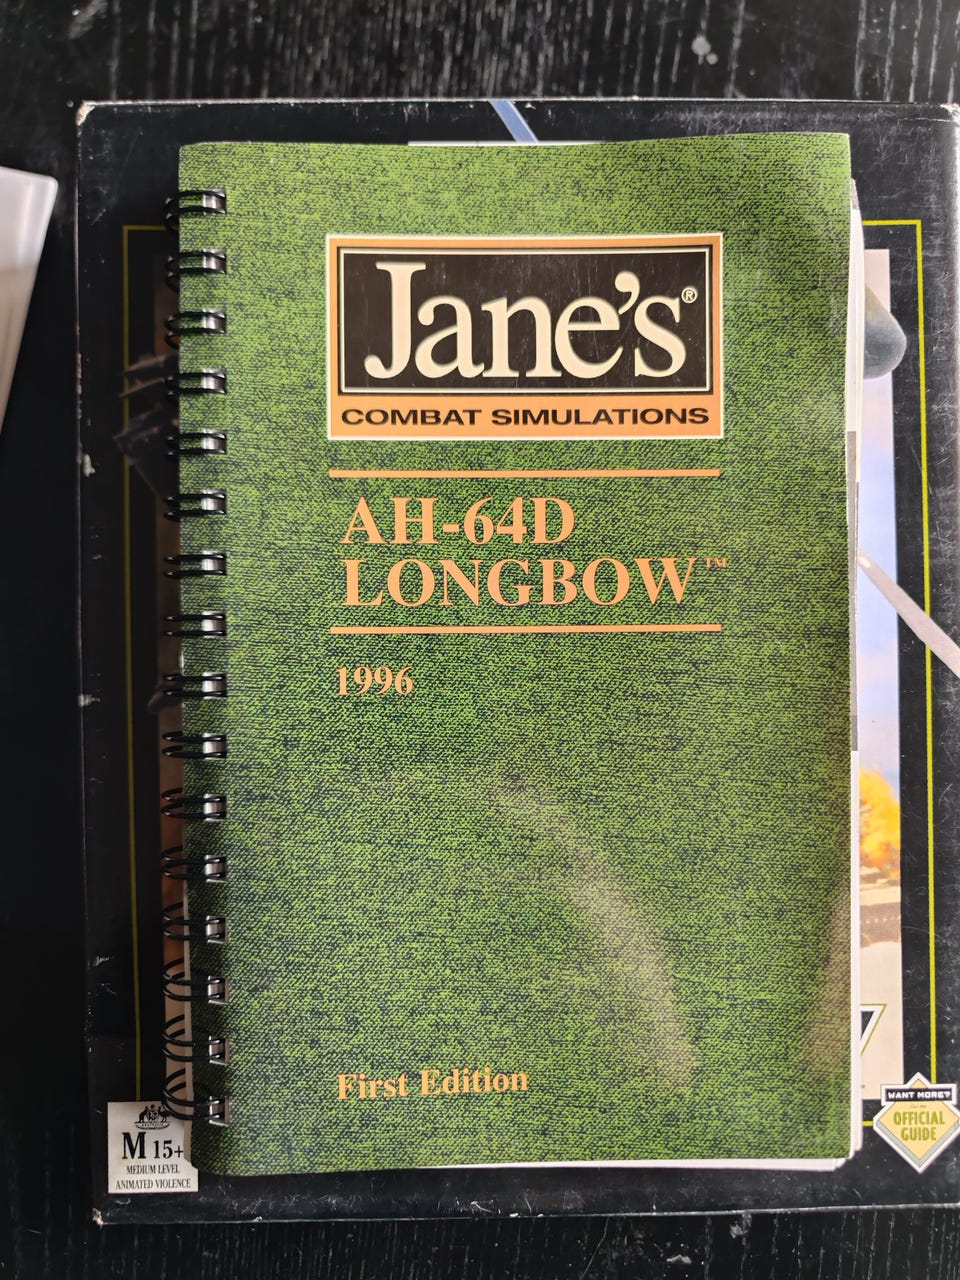 Jane's®
COMBAT SIMULATIONS
AH-64D
LONGBOW™
1996
First Edition
M 15+
MEDIUM LEVEL
ANIMATED VIOLENCE
WANT MORE?
OFFICIAL
GUIDE